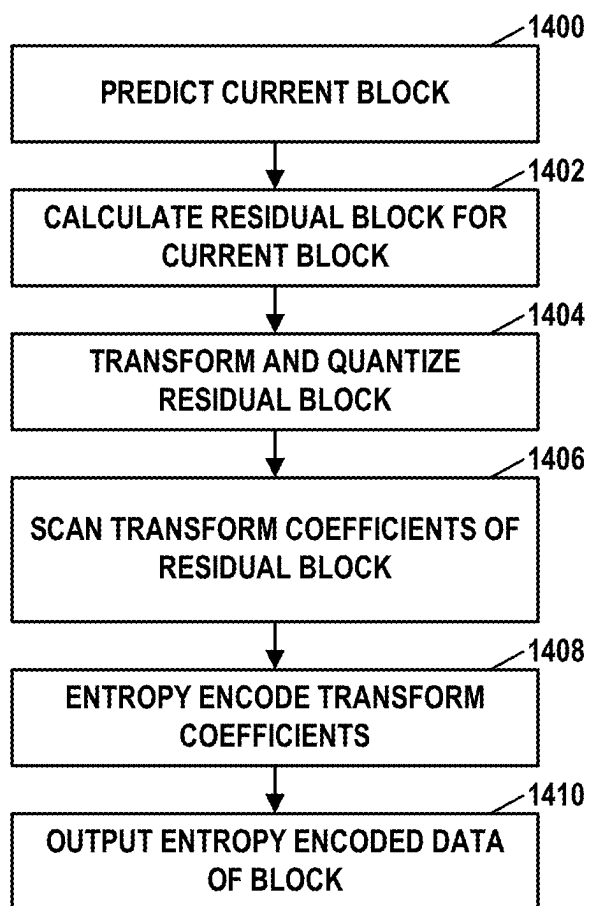 1400
PREDICT CURRENT BLOCK
1402
CALCULATE RESIDUAL BLOCK FOR
CURRENT BLOCK
1404
TRANSFORM AND QUANTIZE
RESIDUAL BLOCK
1406
SCAN TRANSFORM COEFFICIENTS OF
RESIDUAL BLOCK
1408
ENTROPY ENCODE TRANSFORM
COEFFICIENTS
1410
OUTPUT ENTROPY ENCODED DATA
OF BLOCK